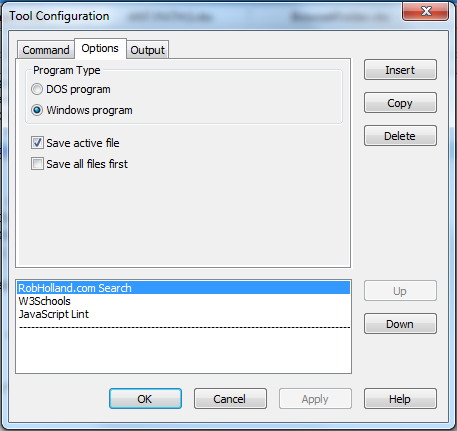 Tool Configuration
Command
Options
Output
Program Type
DOS program
Windows program
Save active file
Save all files first
Insert
Copy
Delete
RobHolland.com Search
W3Schools
JavaScript Lint
Up
Down
OK
Cancel
Apply
Help